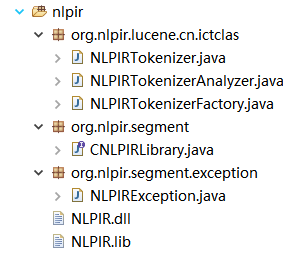 nlpir
org.nlpir.lucene.cn.ictclas
NLPIRTokenizer.java
NLPIRTokenizerAnalyzer.java
NLPIRTokenizerFactory.java
org.nlpir.segment
CNLPIRLibrary.java
org.nlpir.segment.exception
NLPIRException.java
NLPIR.dll
NLPIR.lib